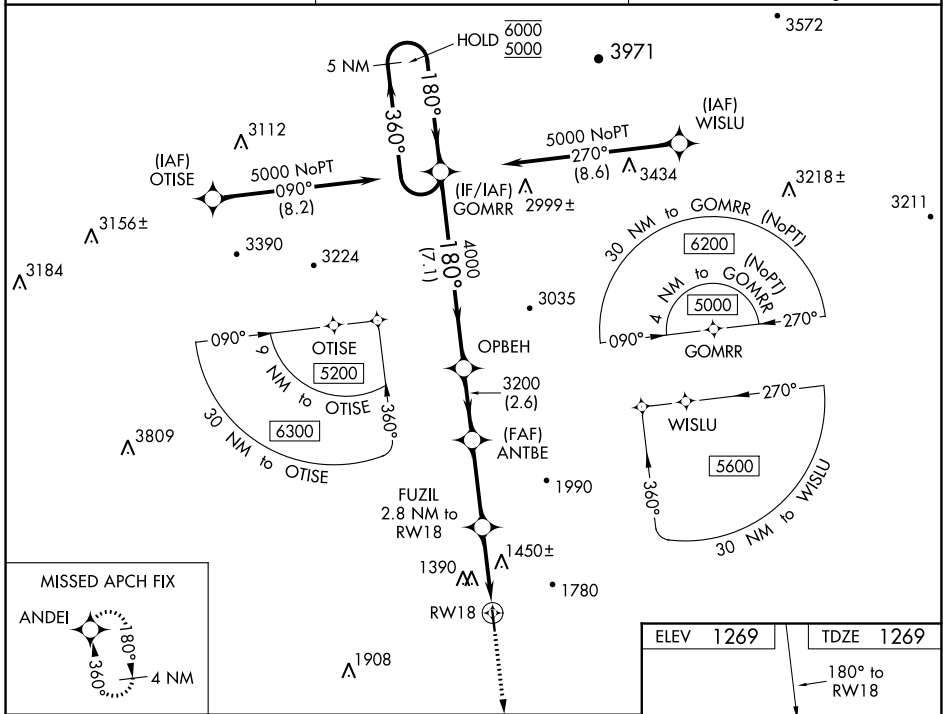 3572
HOLD 6000
5000
5 NM
3971
180°
360°
(IAF)
WISLU
3112
5000 NoPT
270°
(8.6)
3434
(IAF)
OTISE
5000 NoPT
090°
(8.2)
(IF/IAF)
GOMRR
2999±
3218±
3211
3156±
3390
3224
3184
4000
180°
(7.1)
30 NM to GOMRR (NoPT)
6200
4 NM to GOMRR (NoPT)
5000
090°
270°
GOMRR
3035
090°
OTISE
5200
9 NM to OTISE
360°
6300
30 NM to OTISE
OPBEH
3200
(2.6)
(FAF)
ANTBE
270°
WISLU
5600
360°
30 NM to WISLU
3809
1990
FUZIL
2.8 NM to
RW18
1450±
1390
1780
RW18
MISSED APCH FIX
ANDEI
180°
360°
4 NM
1908
ELEV 1269
TDZE 1269
180° to
RW18